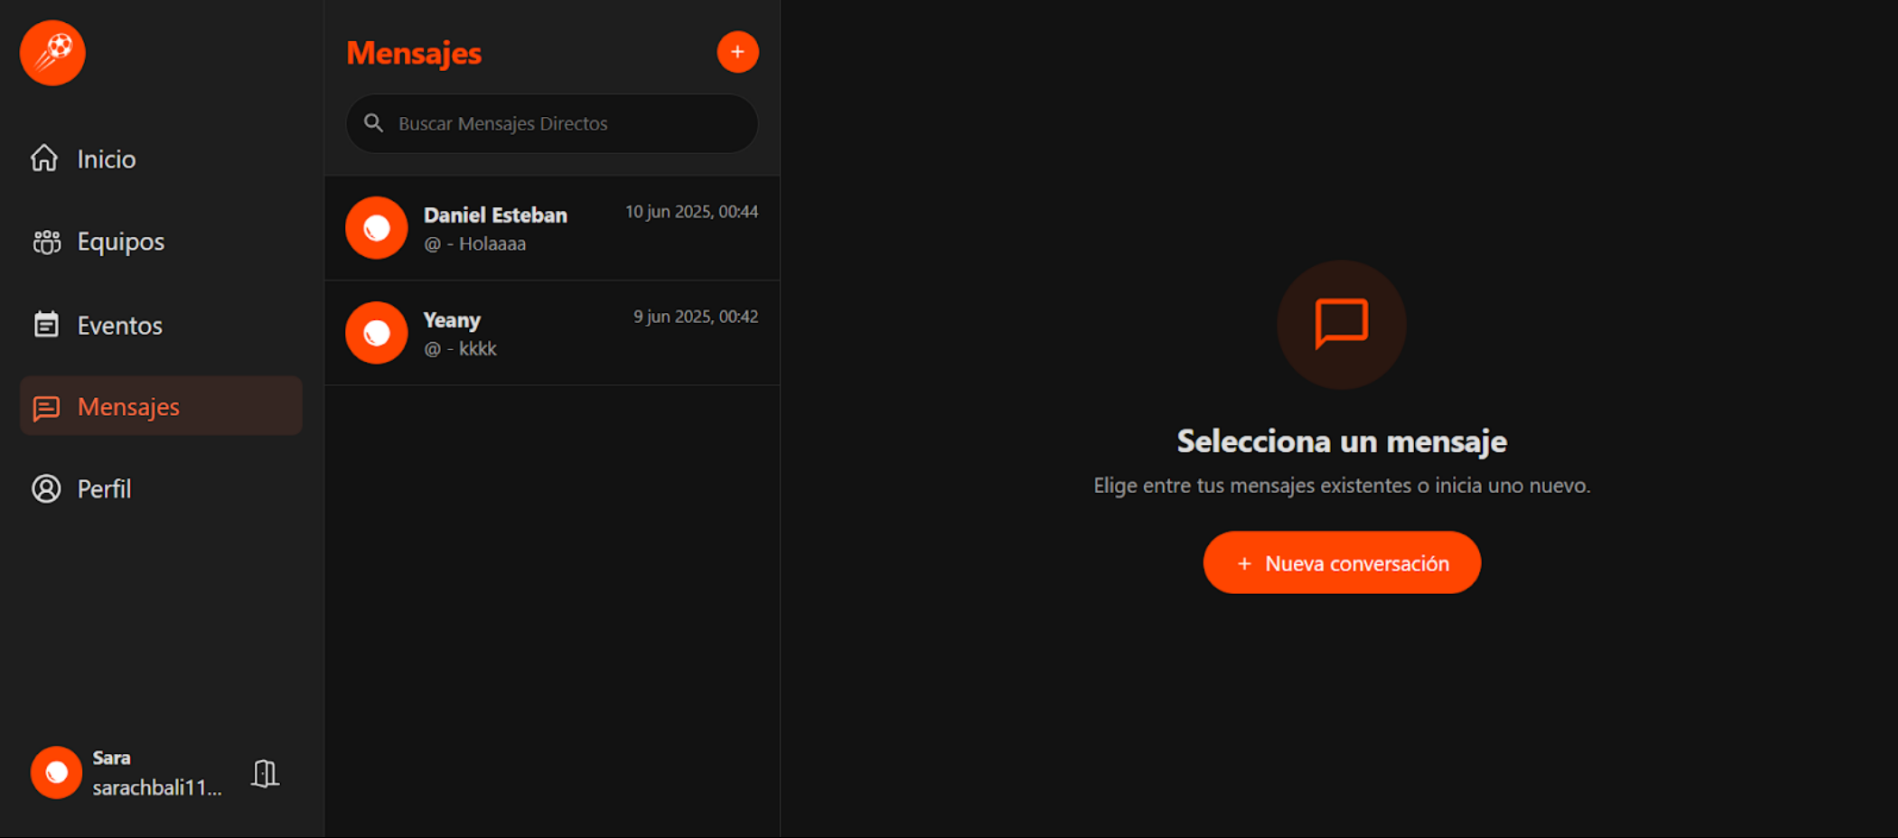 Inicio
Equipos
Eventos
Mensajes
Perfil
Sara
sarachbali11...
Mensajes
+
Buscar Mensajes Directos
Daniel Esteban 10 jun 2025, 00:44
@ - Holaaaa
Yeany 9 jun 2025, 00:42
@ - kkkk
Selecciona un mensaje
Elige entre tus mensajes existentes o inicia uno nuevo.
+ Nueva conversación